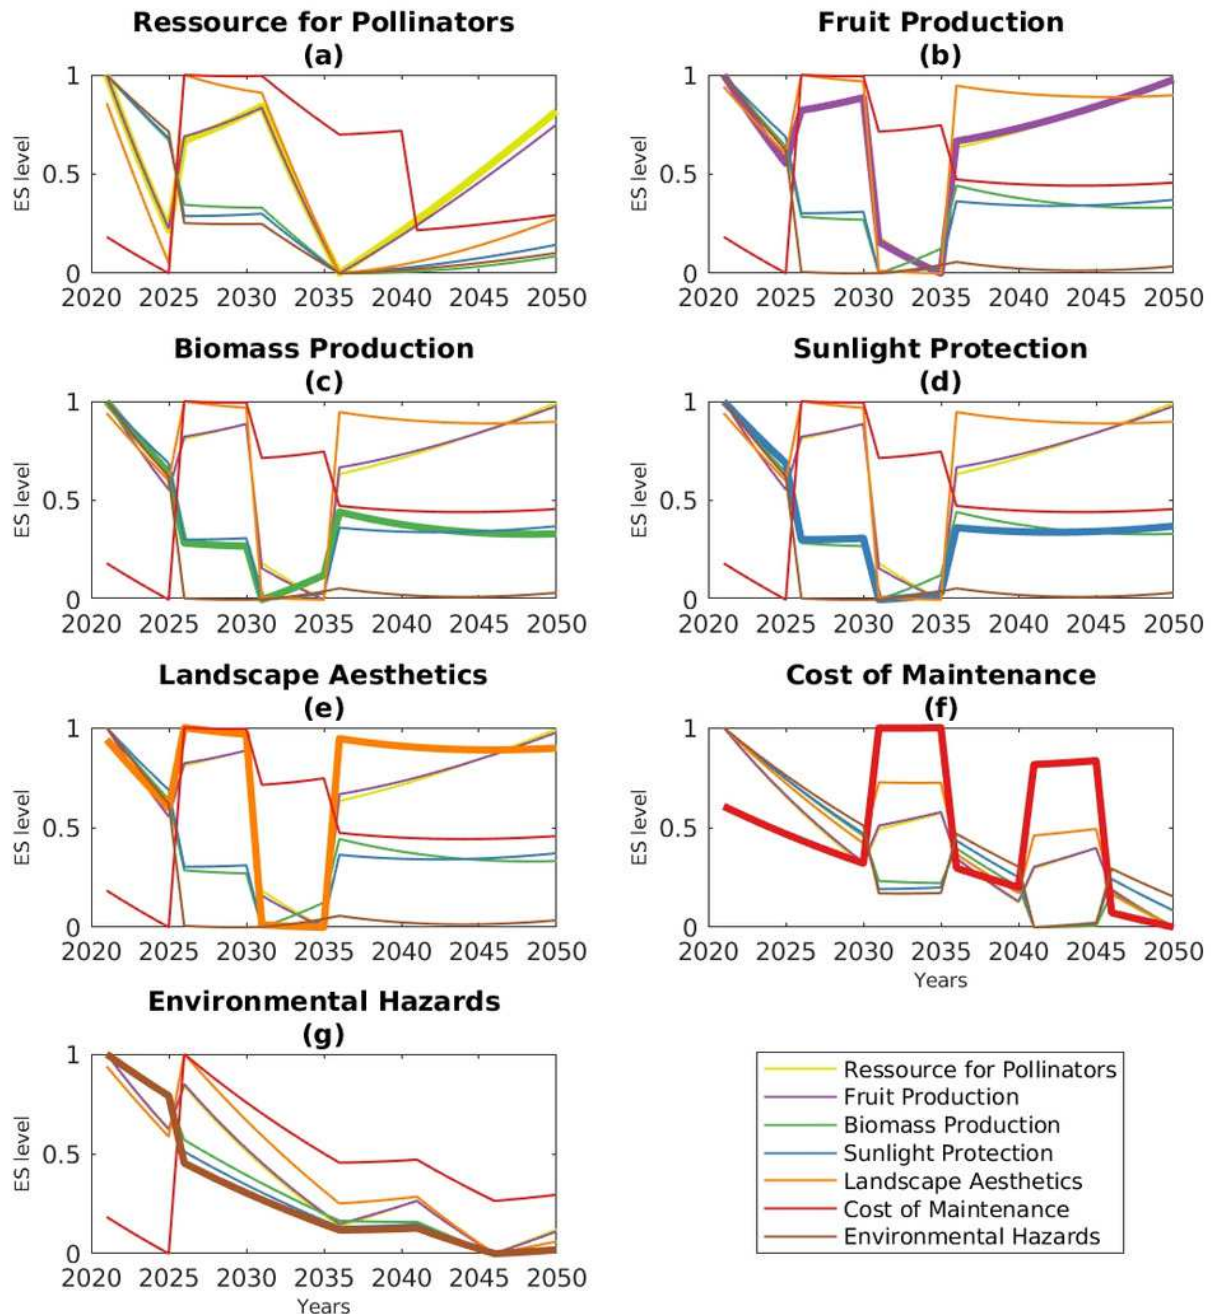 Ressource for Pollinators
(a)
Fruit Production
(b)
1
0.5
0
ES level
2020 2025 2030 2035 2040 2045 2050
1
0.5
0
ES level
2020 2025 2030 2035 2040 2045 2050
Biomass Production
(c)
Sunlight Protection
(d)
1
0.5
0
ES level
2020 2025 2030 2035 2040 2045 2050
1
0.5
0
ES level
2020 2025 2030 2035 2040 2045 2050
Landscape Aesthetics
(e)
Cost of Maintenance
(f)
1
0.5
0
ES level
2020 2025 2030 2035 2040 2045 2050
1
0.5
0
ES level
2020 2025 2030 2035 2040 2045 2050
Years
Environmental Hazards
(g)
1
0.5
0
ES level
2020 2025 2030 2035 2040 2045 2050
Years
Ressource for Pollinators
Fruit Production
Biomass Production
Sunlight Protection
Landscape Aesthetics
Cost of Maintenance
Environmental Hazards